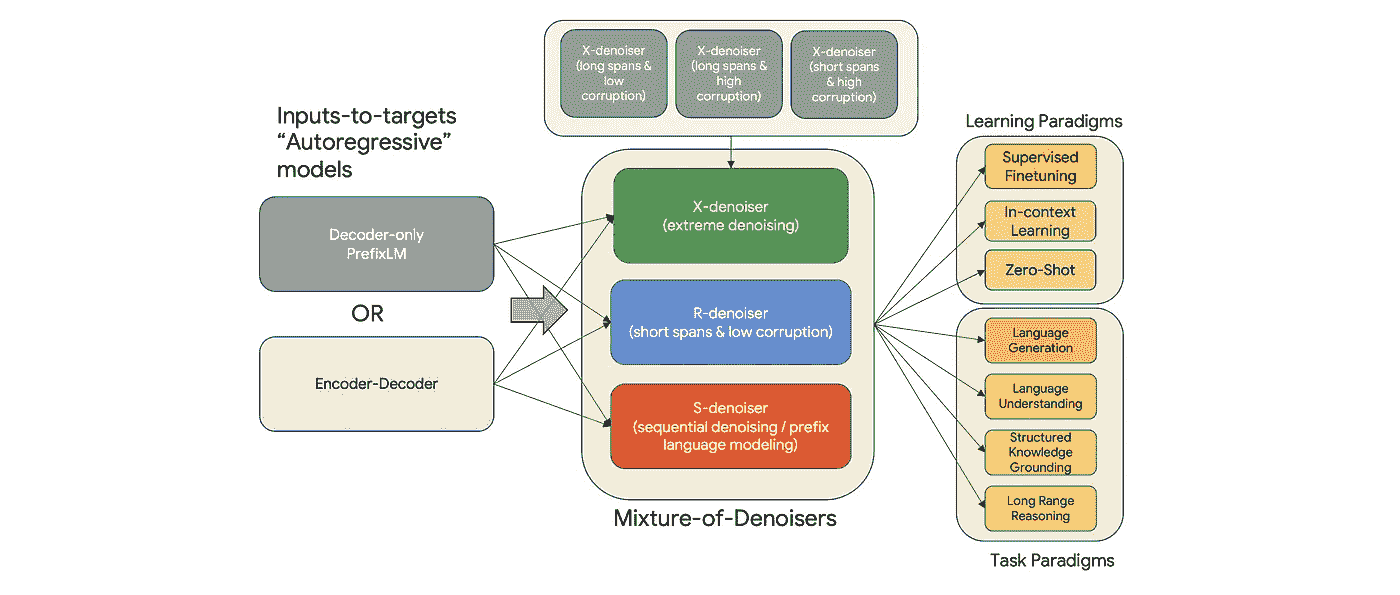 X-denoiser
(long spans &
low
corruption)
X-denoiser
(long spans &
high
corruption)
X-denoiser
(short spans
& high
corruption)
Inputs-to-targets
“Autoregressive”
models
Decoder-only
PrefixLM
OR
Encoder-Decoder
X-denoiser
(extreme denoising)
R-denoiser
(short spans & low corruption)
S-denoiser
(sequential denoising / prefix
language modeling)
Mixture-of-Denoisers
Learning Paradigms
Supervised
Finetuning
In-context
Learning
Zero-Shot
Language
Generation
Language
Understanding
Structured
Knowledge
Grounding
Long Range
Reasoning
Task Paradigms